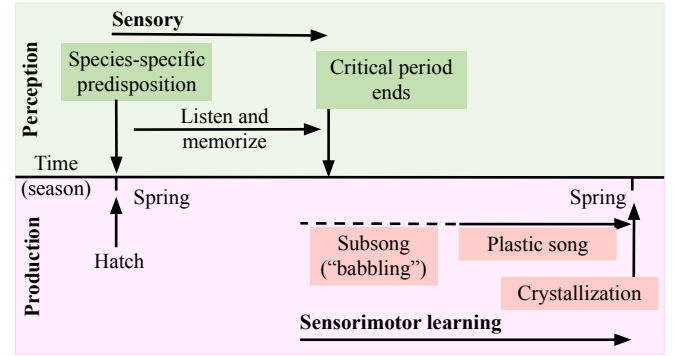 Sensory
Species-specific
predisposition
Critical period
ends
Listen and
memorize
Perception
Time
(season)
Spring
Spring
Hatch
Subsong
(“babbling”)
Plastic song
Crystallization
Production
Sensorimotor learning